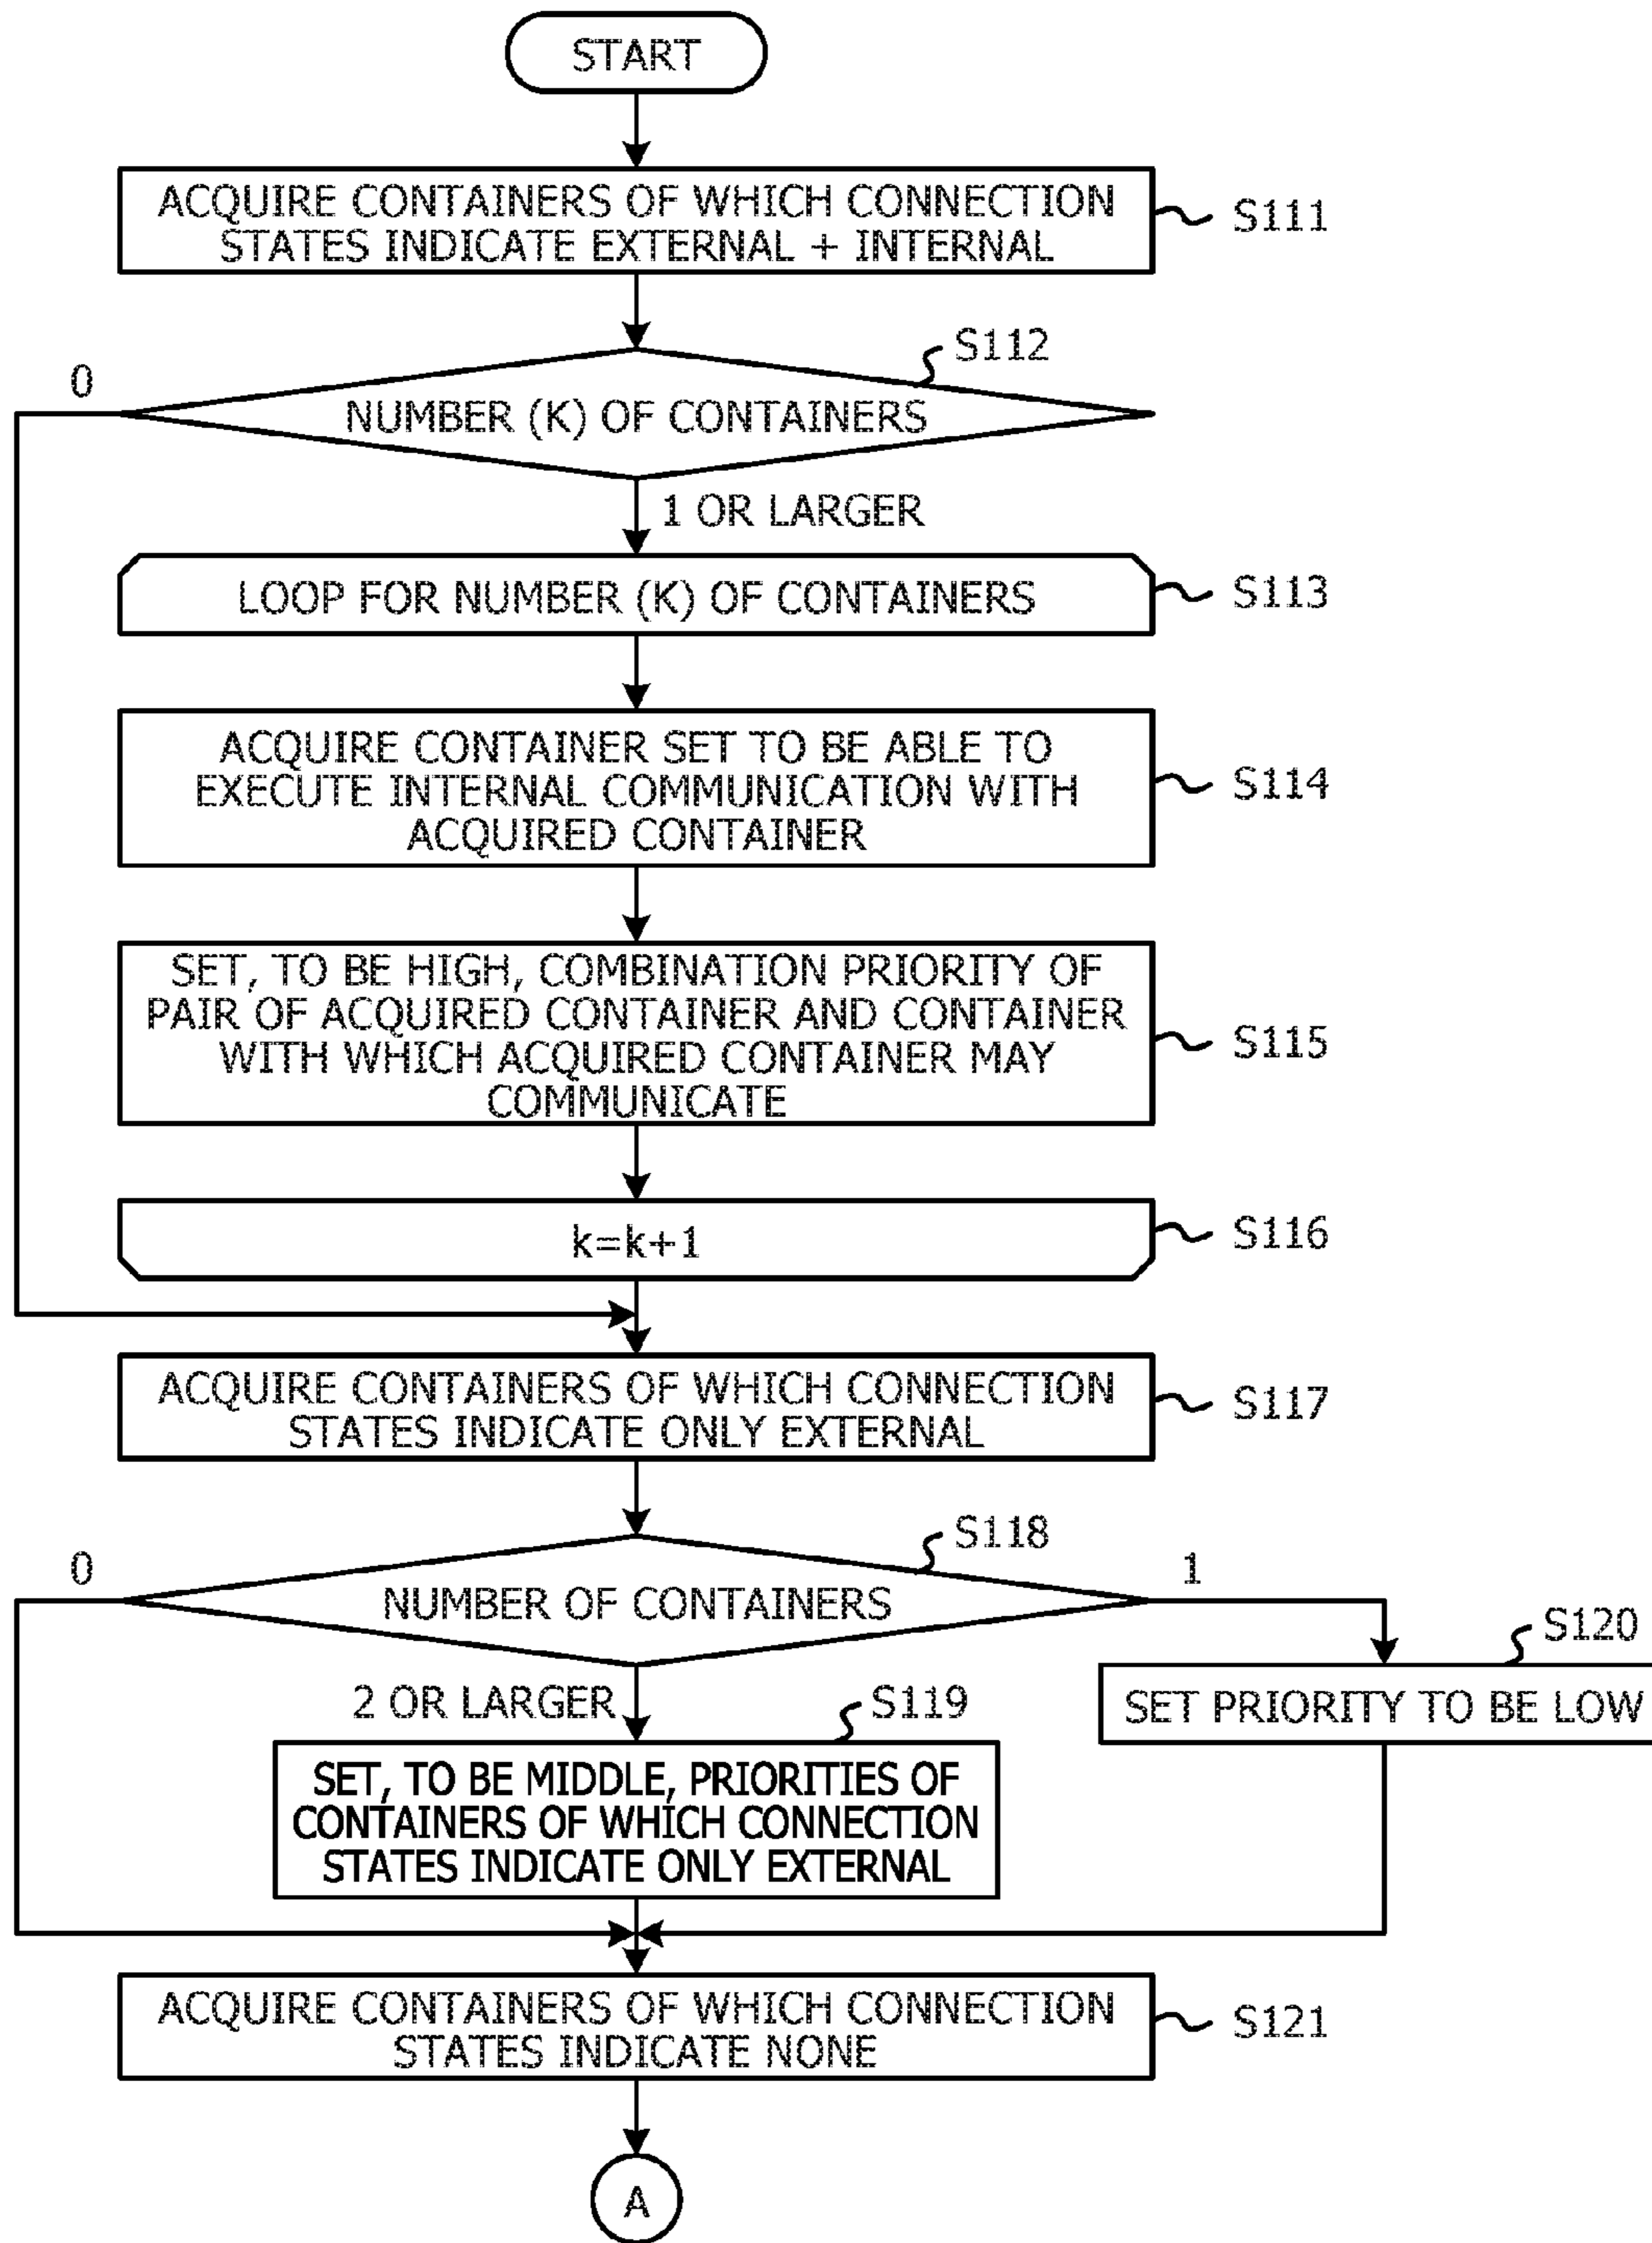 START
ACQUIRE CONTAINERS OF WHICH CONNECTION
STATES INDICATE EXTERNAL + INTERNAL
S111
S112
0
NUMBER (K) OF CONTAINERS
1 OR LARGER
LOOP FOR NUMBER (K) OF CONTAINERS
S113
ACQUIRE CONTAINER SET TO BE ABLE TO
EXECUTE INTERNAL COMMUNICATION WITH
ACQUIRED CONTAINER
S114
SET, TO BE HIGH, COMBINATION PRIORITY OF
PAIR OF ACQUIRED CONTAINER AND CONTAINER
WITH WHICH ACQUIRED CONTAINER MAY
COMMUNICATE
S115
k=k+1
S116
ACQUIRE CONTAINERS OF WHICH CONNECTION
STATES INDICATE ONLY EXTERNAL
S117
S118
0
NUMBER OF CONTAINERS
1
S120
SET PRIORITY TO BE LOW
2 OR LARGER
S119
SET, TO BE MIDDLE, PRIORITIES OF
CONTAINERS OF WHICH CONNECTION
STATES INDICATE ONLY EXTERNAL
ACQUIRE CONTAINERS OF WHICH CONNECTION
STATES INDICATE NONE
S121
A